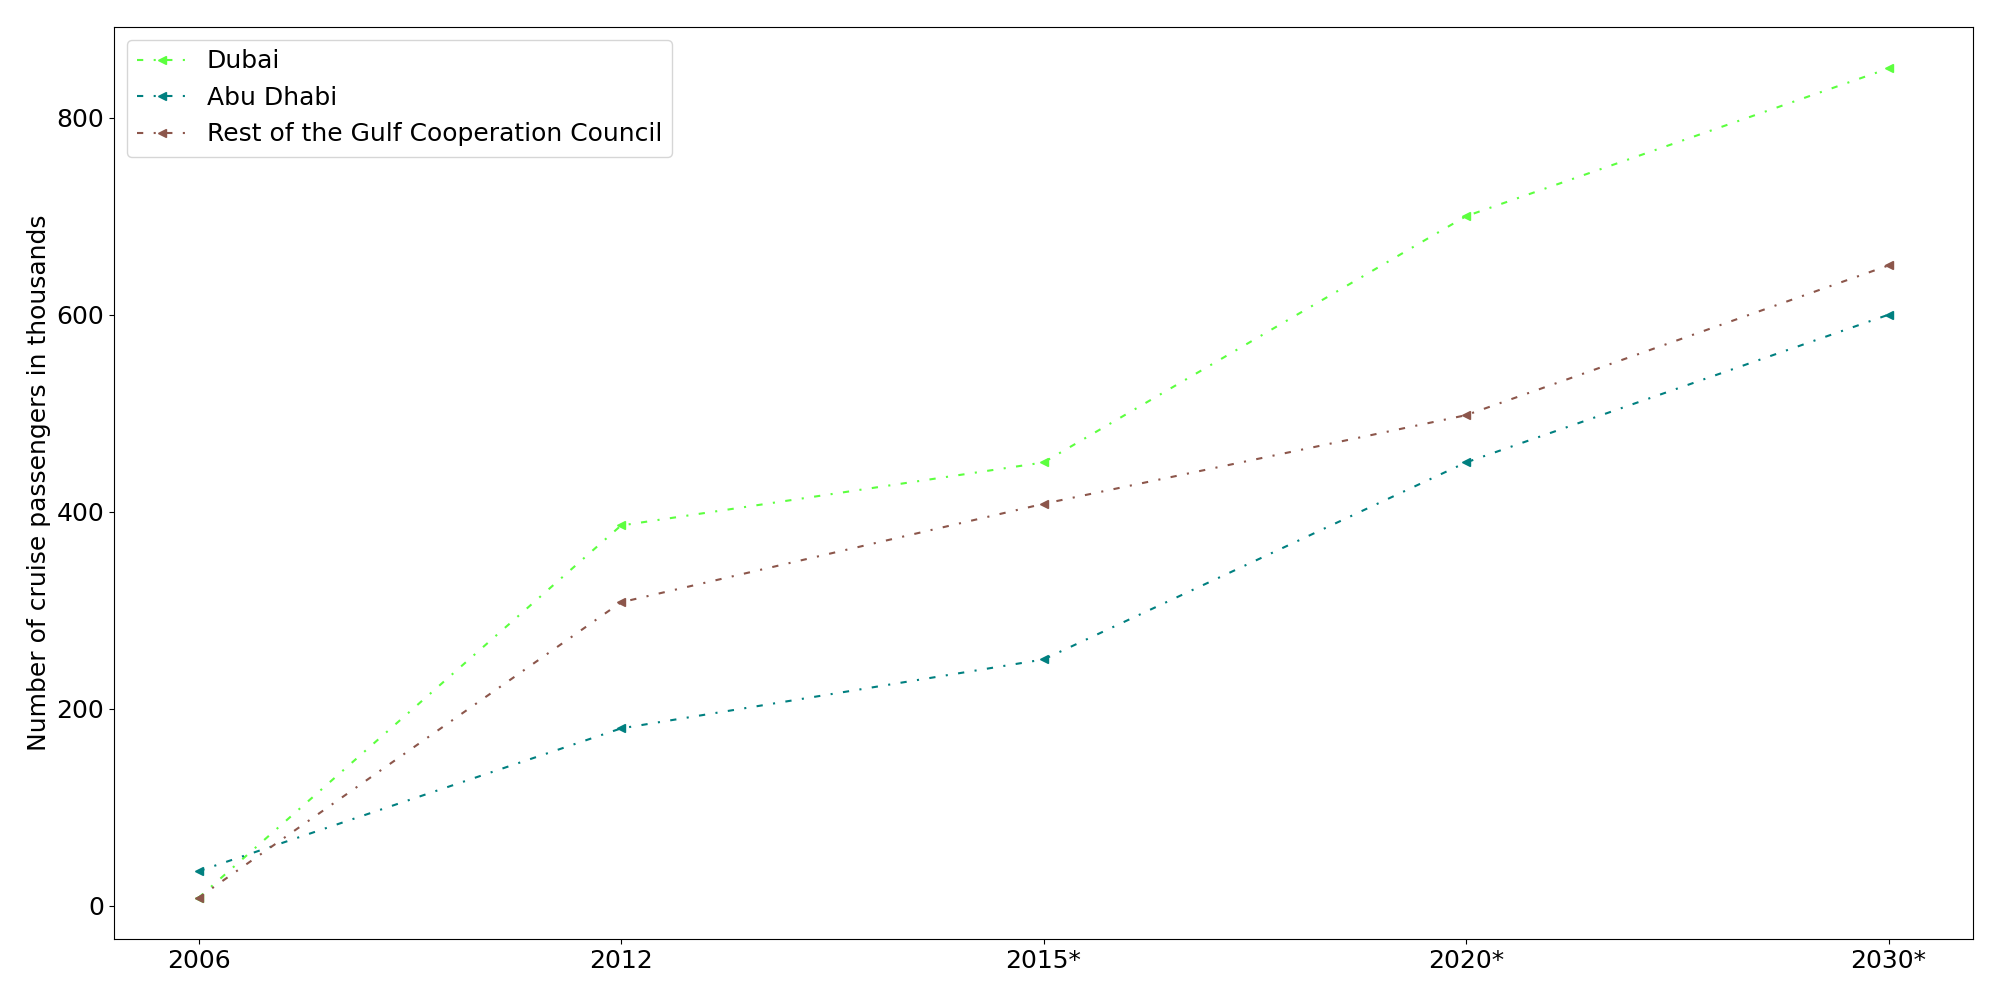 Dubai
Abu Dhabi
Rest of the Gulf Cooperation Council
Number of cruise passengers in thousands
800
600
400
200
0
2006 2012 2015* 2020* 2030*